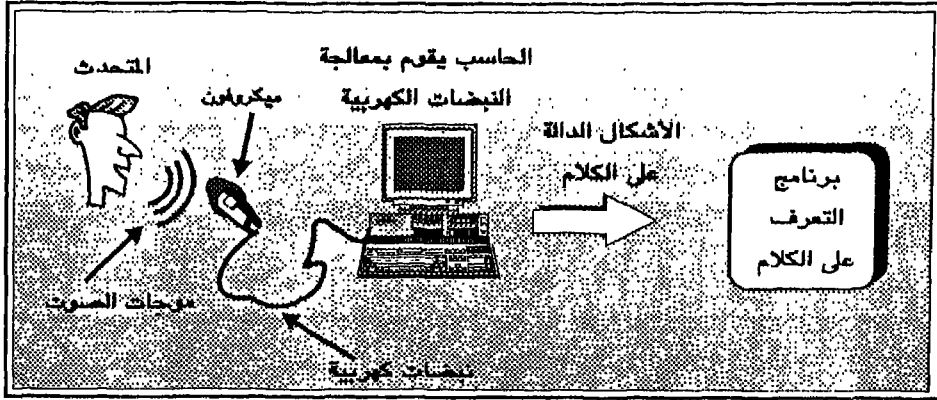 المتحدث
ميكروفون
الحاسب يقوم بمعالجة
النبضات الكهربية
الأشكال الدالة
على الكلام
برنامج
التعرف
على الكلام
موجات الصوت
نبضات كهربية